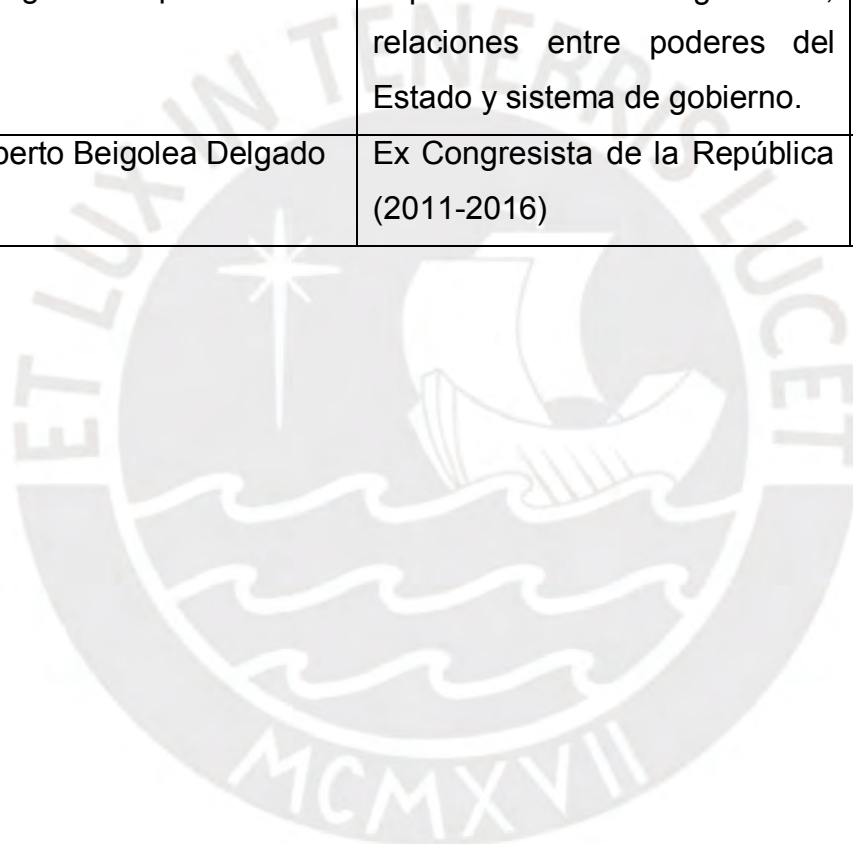 relaciones entre poderes del
Estado y sistema de gobierno.
berto Beigolea Delgado
Ex Congresista de la República
(2011-2016)
ET LUX IN TENEBRIS LUCET
MCMXVII